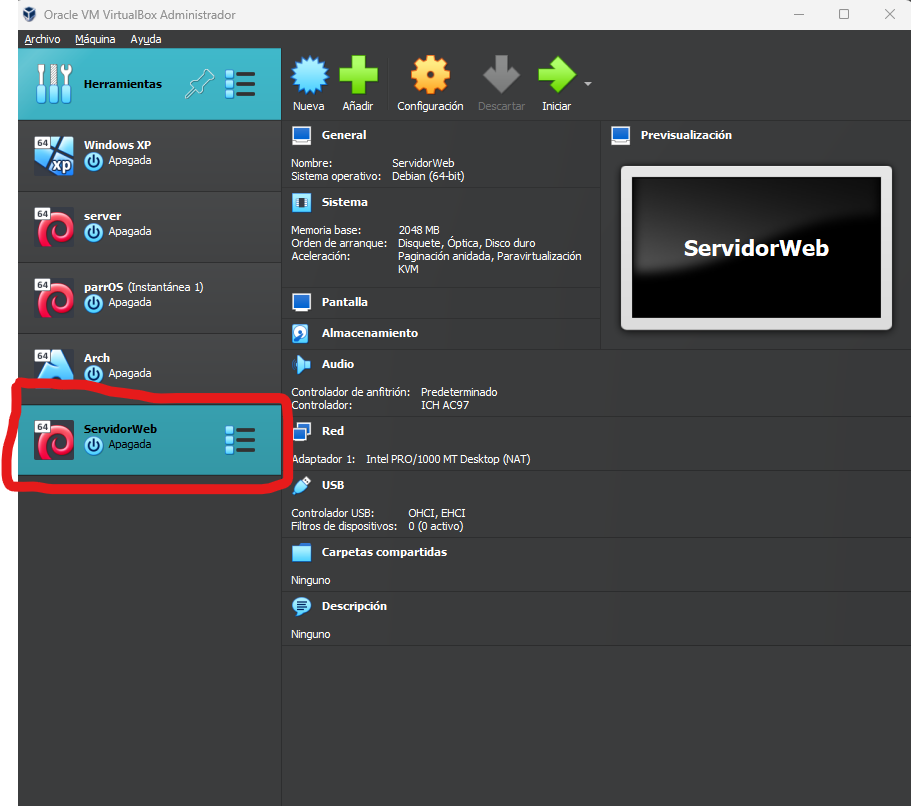 Oracle VM VirtualBox Administrador
Archivo Máquina Ayuda
Herramientas
Nueva Añadir Configuración Descartar Iniciar
64
xp
Windows XP
Apagada
64
server
Apagada
64
parrOS (Instantánea 1)
Apagada
64
Arch
Apagada
64
ServidorWeb
Apagada
General
Nombre: ServidorWeb
Sistema operativo: Debian (64-bit)
Sistema
Memoria base: 2048 MB
Orden de arranque: Disquete, Óptica, Disco duro
Aceleración: Paginación anidada, Paravirtualización
KVM
Pantalla
Almacenamiento
Audio
Controlador de anfitrión: Predeterminado
Controlador: ICH AC97
Red
Adaptador 1: Intel PRO/1000 MT Desktop (NAT)
USB
Controlador USB: OHCI, EHCI
Filtros de dispositivos: 0 (0 activo)
Carpetas compartidas
Ninguno
Descripción
Ninguno
Previsualización
ServidorWeb